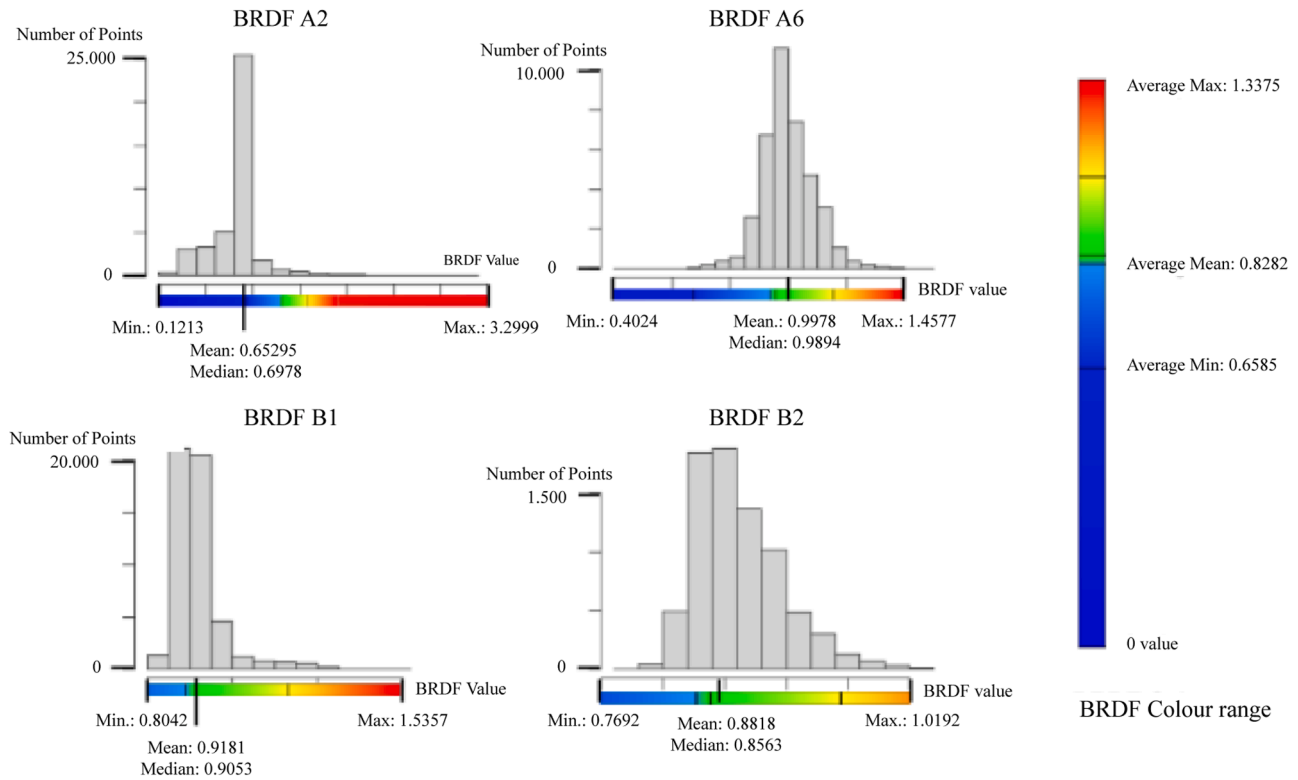 BRDF A2
Number of Points
25.000
0
BRDF Value
Min.: 0.1213
Max.: 3.2999
Mean: 0.65295
Median: 0.6978
BRDF A6
Number of Points
10.000
0
BRDF value
Min.: 0.4024
Mean.: 0.9978
Max.: 1.4577
Median: 0.9894
BRDF B1
Number of Points
20.000
0
BRDF Value
Min.: 0.8042
Max: 1.5357
Mean: 0.9181
Median: 0.9053
BRDF B2
Number of Points
1.500
0
BRDF value
Min.: 0.7692
Mean: 0.8818
Max.: 1.0192
Median: 0.8563
Average Max: 1.3375
Average Mean: 0.8282
Average Min: 0.6585
0 value
BRDF Colour range